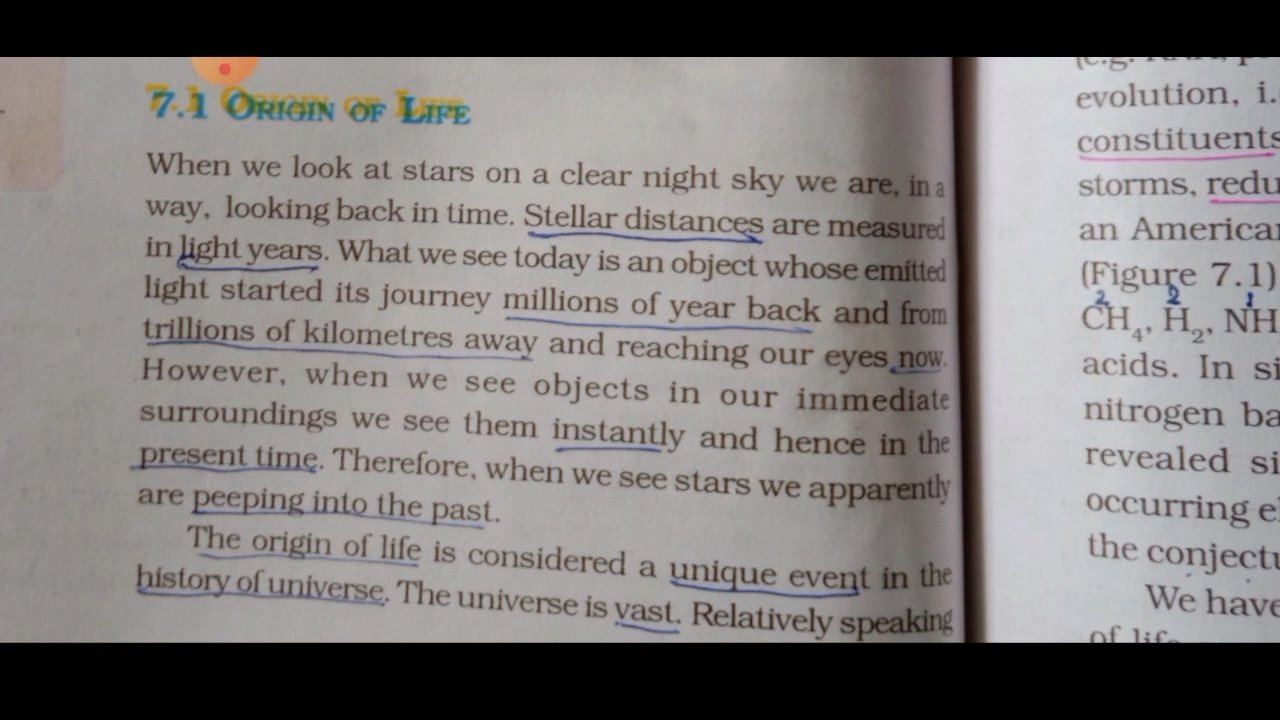 7.1 ORIGIN OF LIFE
When we look at stars on a clear night sky we are, in a
way, looking back in time. Stellar distances are measured
in light years. What we see today is an object whose emitted
light started its journey millions of year back and from
trillions of kilometres away and reaching our eyes now.
However, when we see objects in our immediate
surroundings we see them instantly and hence in the
present time. Therefore, when we see stars we apparently
are peeping into the past.
The origin of life is considered a unique event in the
history of universe. The universe is vast. Relatively speaking
(e.g.
evolution, i.
constituents
storms, redu
an America
(Figure 7.1)
2 2 1
CH₄, H₂, NH
acids. In si
nitrogen ba
revealed si
occurring e
the conject
We have
of life